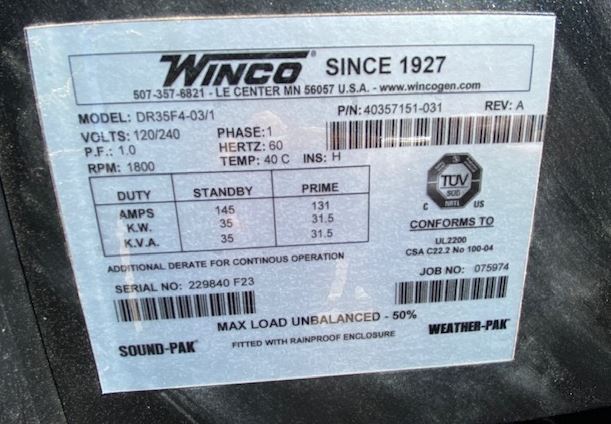 WINCO® SINCE 1927
507-357-6821 - LE CENTER MN 56057 U.S.A. - www.wincogen.com
MODEL: DR35F4-03/1
P/N: 40357151-031 REV: A
VOLTS: 120/240 PHASE: 1
P.F.: 1.0 HERTZ: 60
RPM: 1800 TEMP: 40 C INS: H
DUTY STANDBY PRIME
AMPS 145 131
K.W. 35 31.5
K.V.A. 35 31.5
TÜV
SÜD
NRTL
C US
CONFORMS TO
UL2200
CSA C22.2 No 100-04
ADDITIONAL DERATE FOR CONTINOUS OPERATION
SERIAL NO: 229840 F23
JOB NO: 075974
MAX LOAD UNBALANCED - 50%
SOUND-PAK™ FITTED WITH RAINPROOF ENCLOSURE WEATHER-PAK™